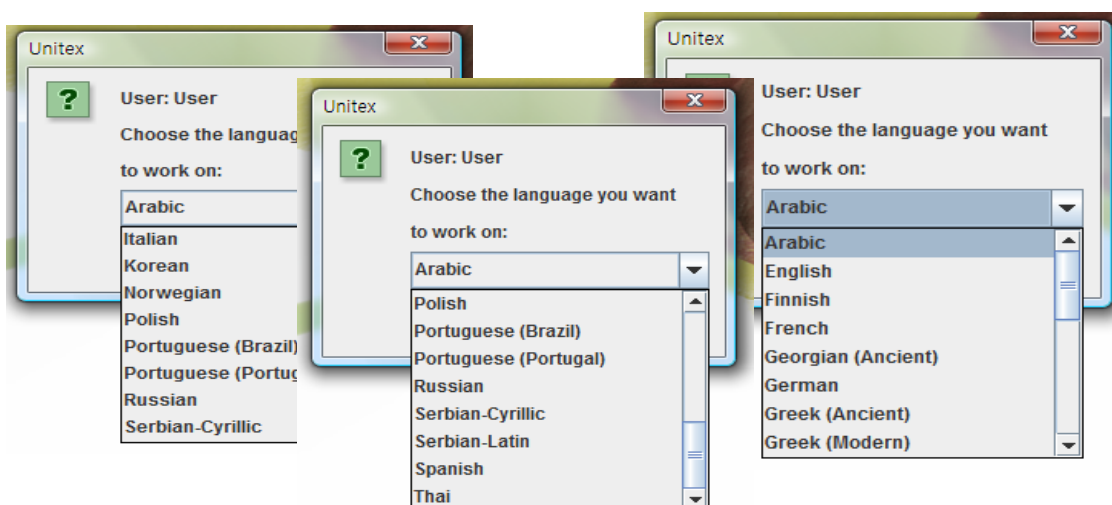 Unitex
User: User
Choose the languag
to work on:
Arabic
Italian
Korean
Norwegian
Polish
Portuguese (Brazil)
Portuguese (Portug
Russian
Serbian-Cyrillic
Unitex
User: User
Choose the language you want
to work on:
Arabic
Polish
Portuguese (Brazil)
Portuguese (Portugal)
Russian
Serbian-Cyrillic
Serbian-Latin
Spanish
Thai
Unitex
User: User
Choose the language you want
to work on:
Arabic
Arabic
English
Finnish
French
Georgian (Ancient)
German
Greek (Ancient)
Greek (Modern)